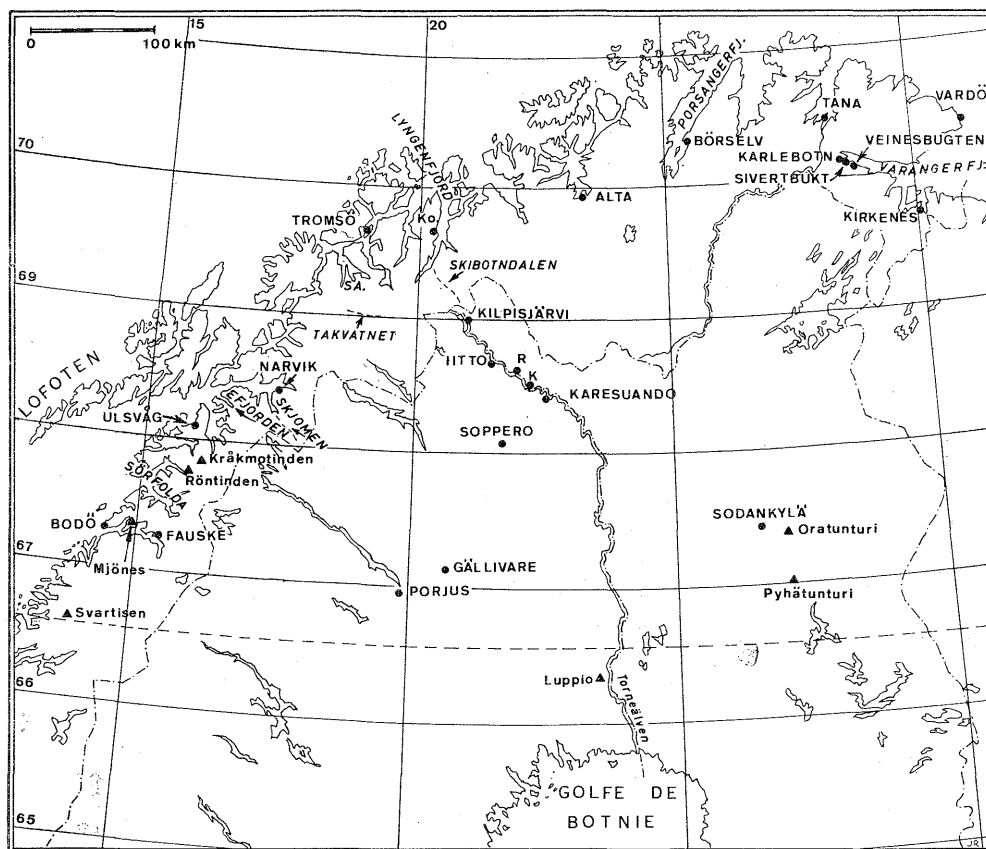 15
20
0
100 km
PORSANGERFJ.
TANA
VARDÖ
LYNGENFJORD
BÖRSELV
VEINESBUGTEN
70
KARLEBOTN
SIVERTBUKT
VARANGERFJ.
ALTA
TROMSÖ
Ko.
KIRKENES
SKIBOTNDALEN
69
SA.
KILPISJÄRVI
TAKVATNET
LOFOTEN
NARVIK
IITTO
R
K
KARESUANDO
EFJORDEN
SKJOMEN
ULSVÅG
SOPPERO
Kråkmotinden
Röntinden
SÖRFOLDA
BODÖ
FAUSKE
SODANKYLÄ
Oratunturi
67
Mjönes
GÄLLIVARE
PORJUS
Pyhätunturi
Svartisen
Luppio
66
Torneälven
GOLFE DE
BOTNIE
65
JR